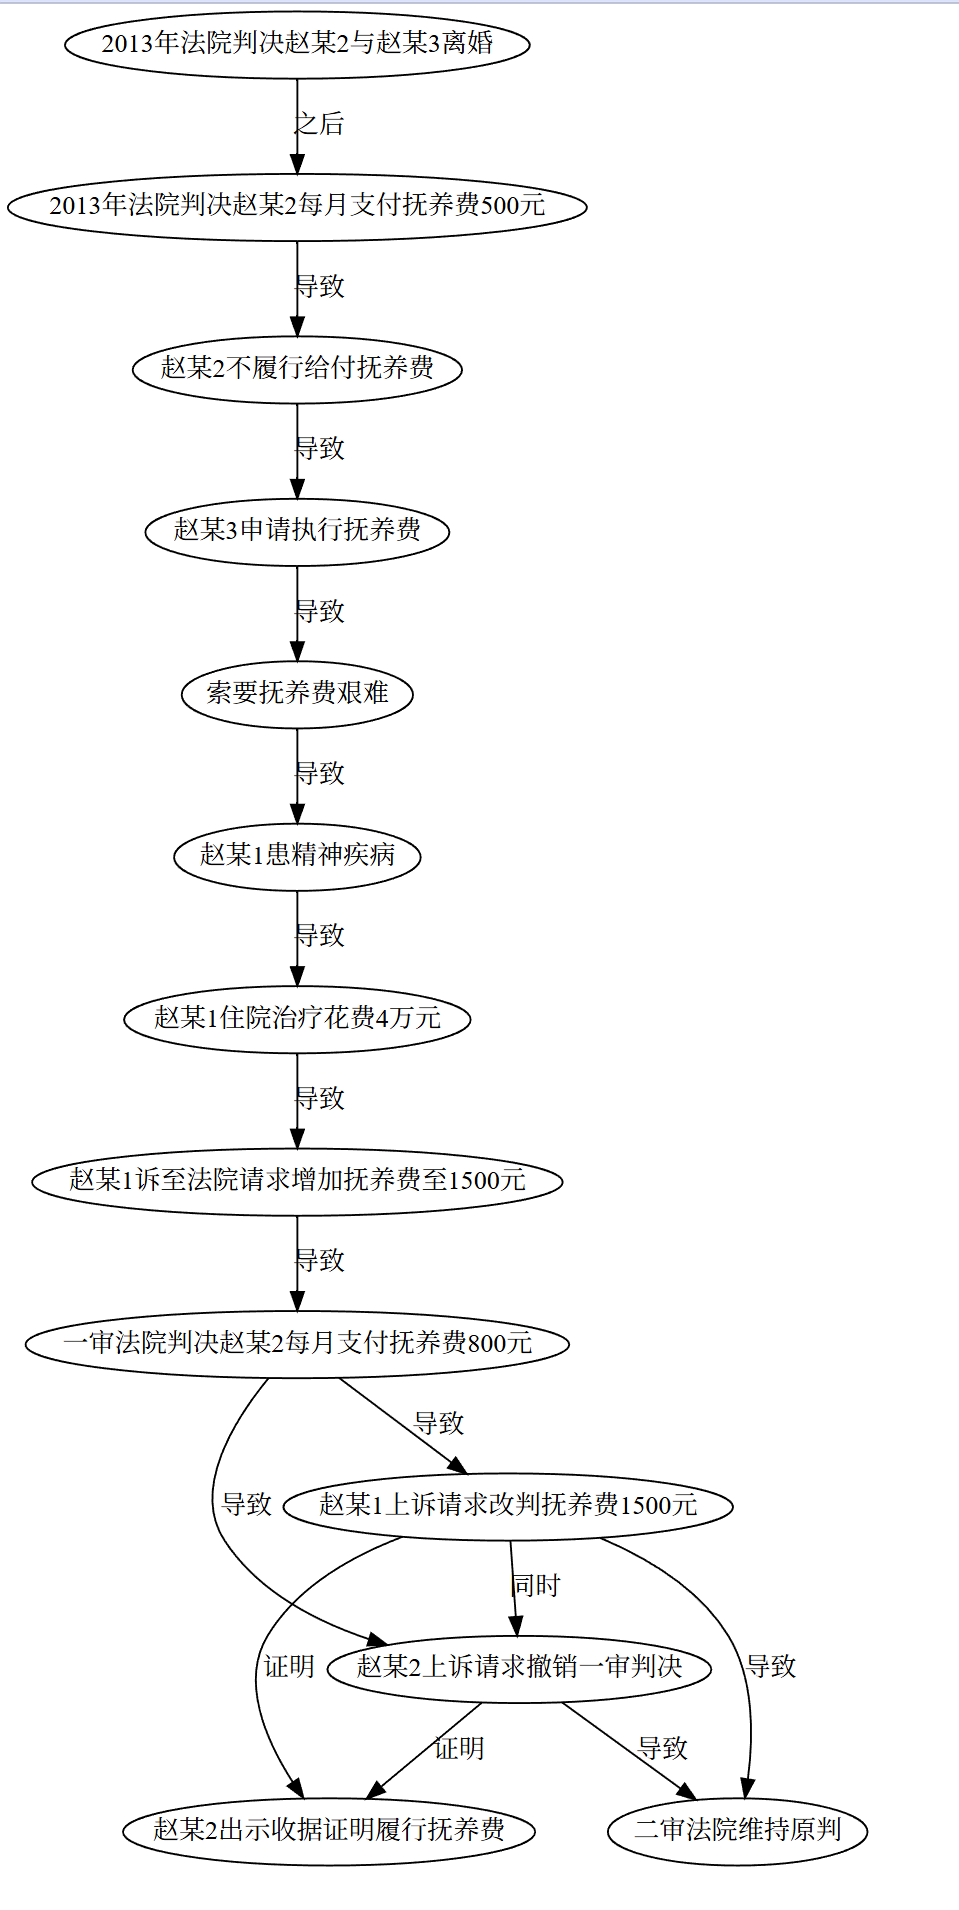 2013年法院判决赵某2与赵某3离婚
之后
2013年法院判决赵某2每月支付抚养费500元
导致
赵某2不履行给付抚养费
导致
赵某3申请执行抚养费
导致
索要抚养费艰难
导致
赵某1患精神疾病
导致
赵某1住院治疗花费4万元
导致
赵某1诉至法院请求增加抚养费至1500元
导致
一审法院判决赵某2每月支付抚养费800元
导致
导致
赵某1上诉请求改判抚养费1500元
同时
证明
赵某2上诉请求撤销一审判决
导致
证明
导致
赵某2出示收据证明履行抚养费
二审法院维持原判